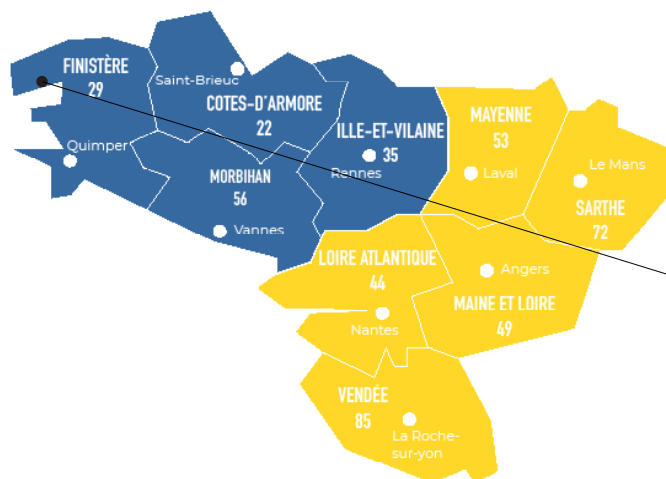 FINISTÈRE
29
Saint-Brieuc
COTES-D'ARMORE
22
ILLE-ET-VILAINE
35
Rennes
MAYENNE
53
Laval
Le Mans
SARTHE
72
Quimper
MORBIHAN
56
Vannes
LOIRE ATLANTIQUE
44
Nantes
Angers
MAINE ET LOIRE
49
VENDÉE
85
La Roche-
sur-yon